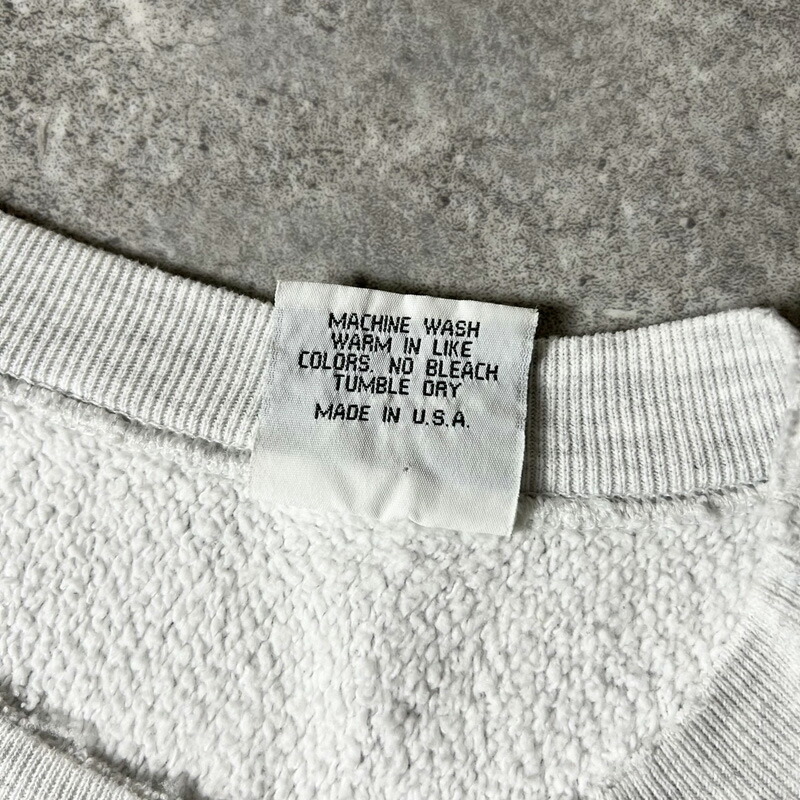 MACHINE WASH
WARM IN LIKE
COLORS. NO BLEACH
TUMBLE DRY
MADE IN U.S.A.